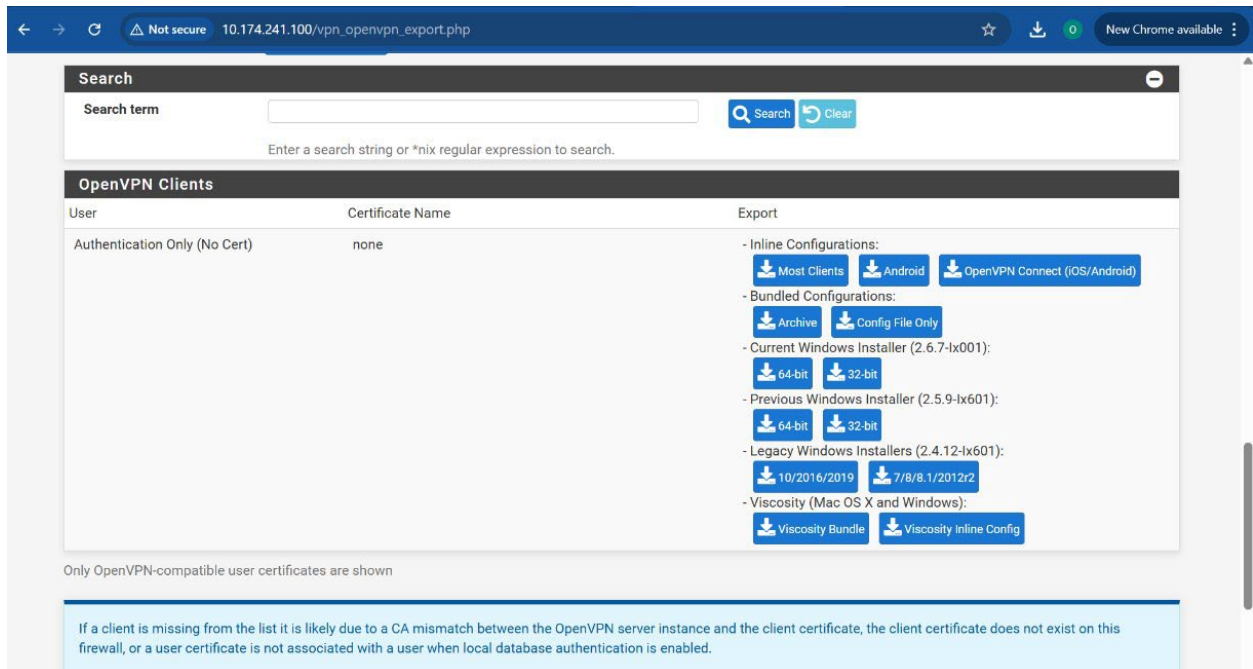 Not secure 10.174.241.100/vpn_openvpn_export.php 0 New Chrome available
Search
Search term Search Clear
Enter a search string or *nix regular expression to search.
OpenVPN Clients
User Certificate Name Export
Authentication Only (No Cert) none - Inline Configurations:
Most Clients Android OpenVPN Connect (iOS/Android)
- Bundled Configurations:
Archive Config File Only
- Current Windows Installer (2.6.7-Ix001):
64-bit 32-bit
- Previous Windows Installer (2.5.9-Ix601):
64-bit 32-bit
- Legacy Windows Installers (2.4.12-Ix601):
10/2016/2019 7/8/8.1/2012r2
- Viscosity (Mac OS X and Windows):
Viscosity Bundle Viscosity Inline Config
Only OpenVPN-compatible user certificates are shown
If a client is missing from the list it is likely due to a CA mismatch between the OpenVPN server instance and the client certificate, the client certificate does not exist on this
firewall, or a user certificate is not associated with a user when local database authentication is enabled.